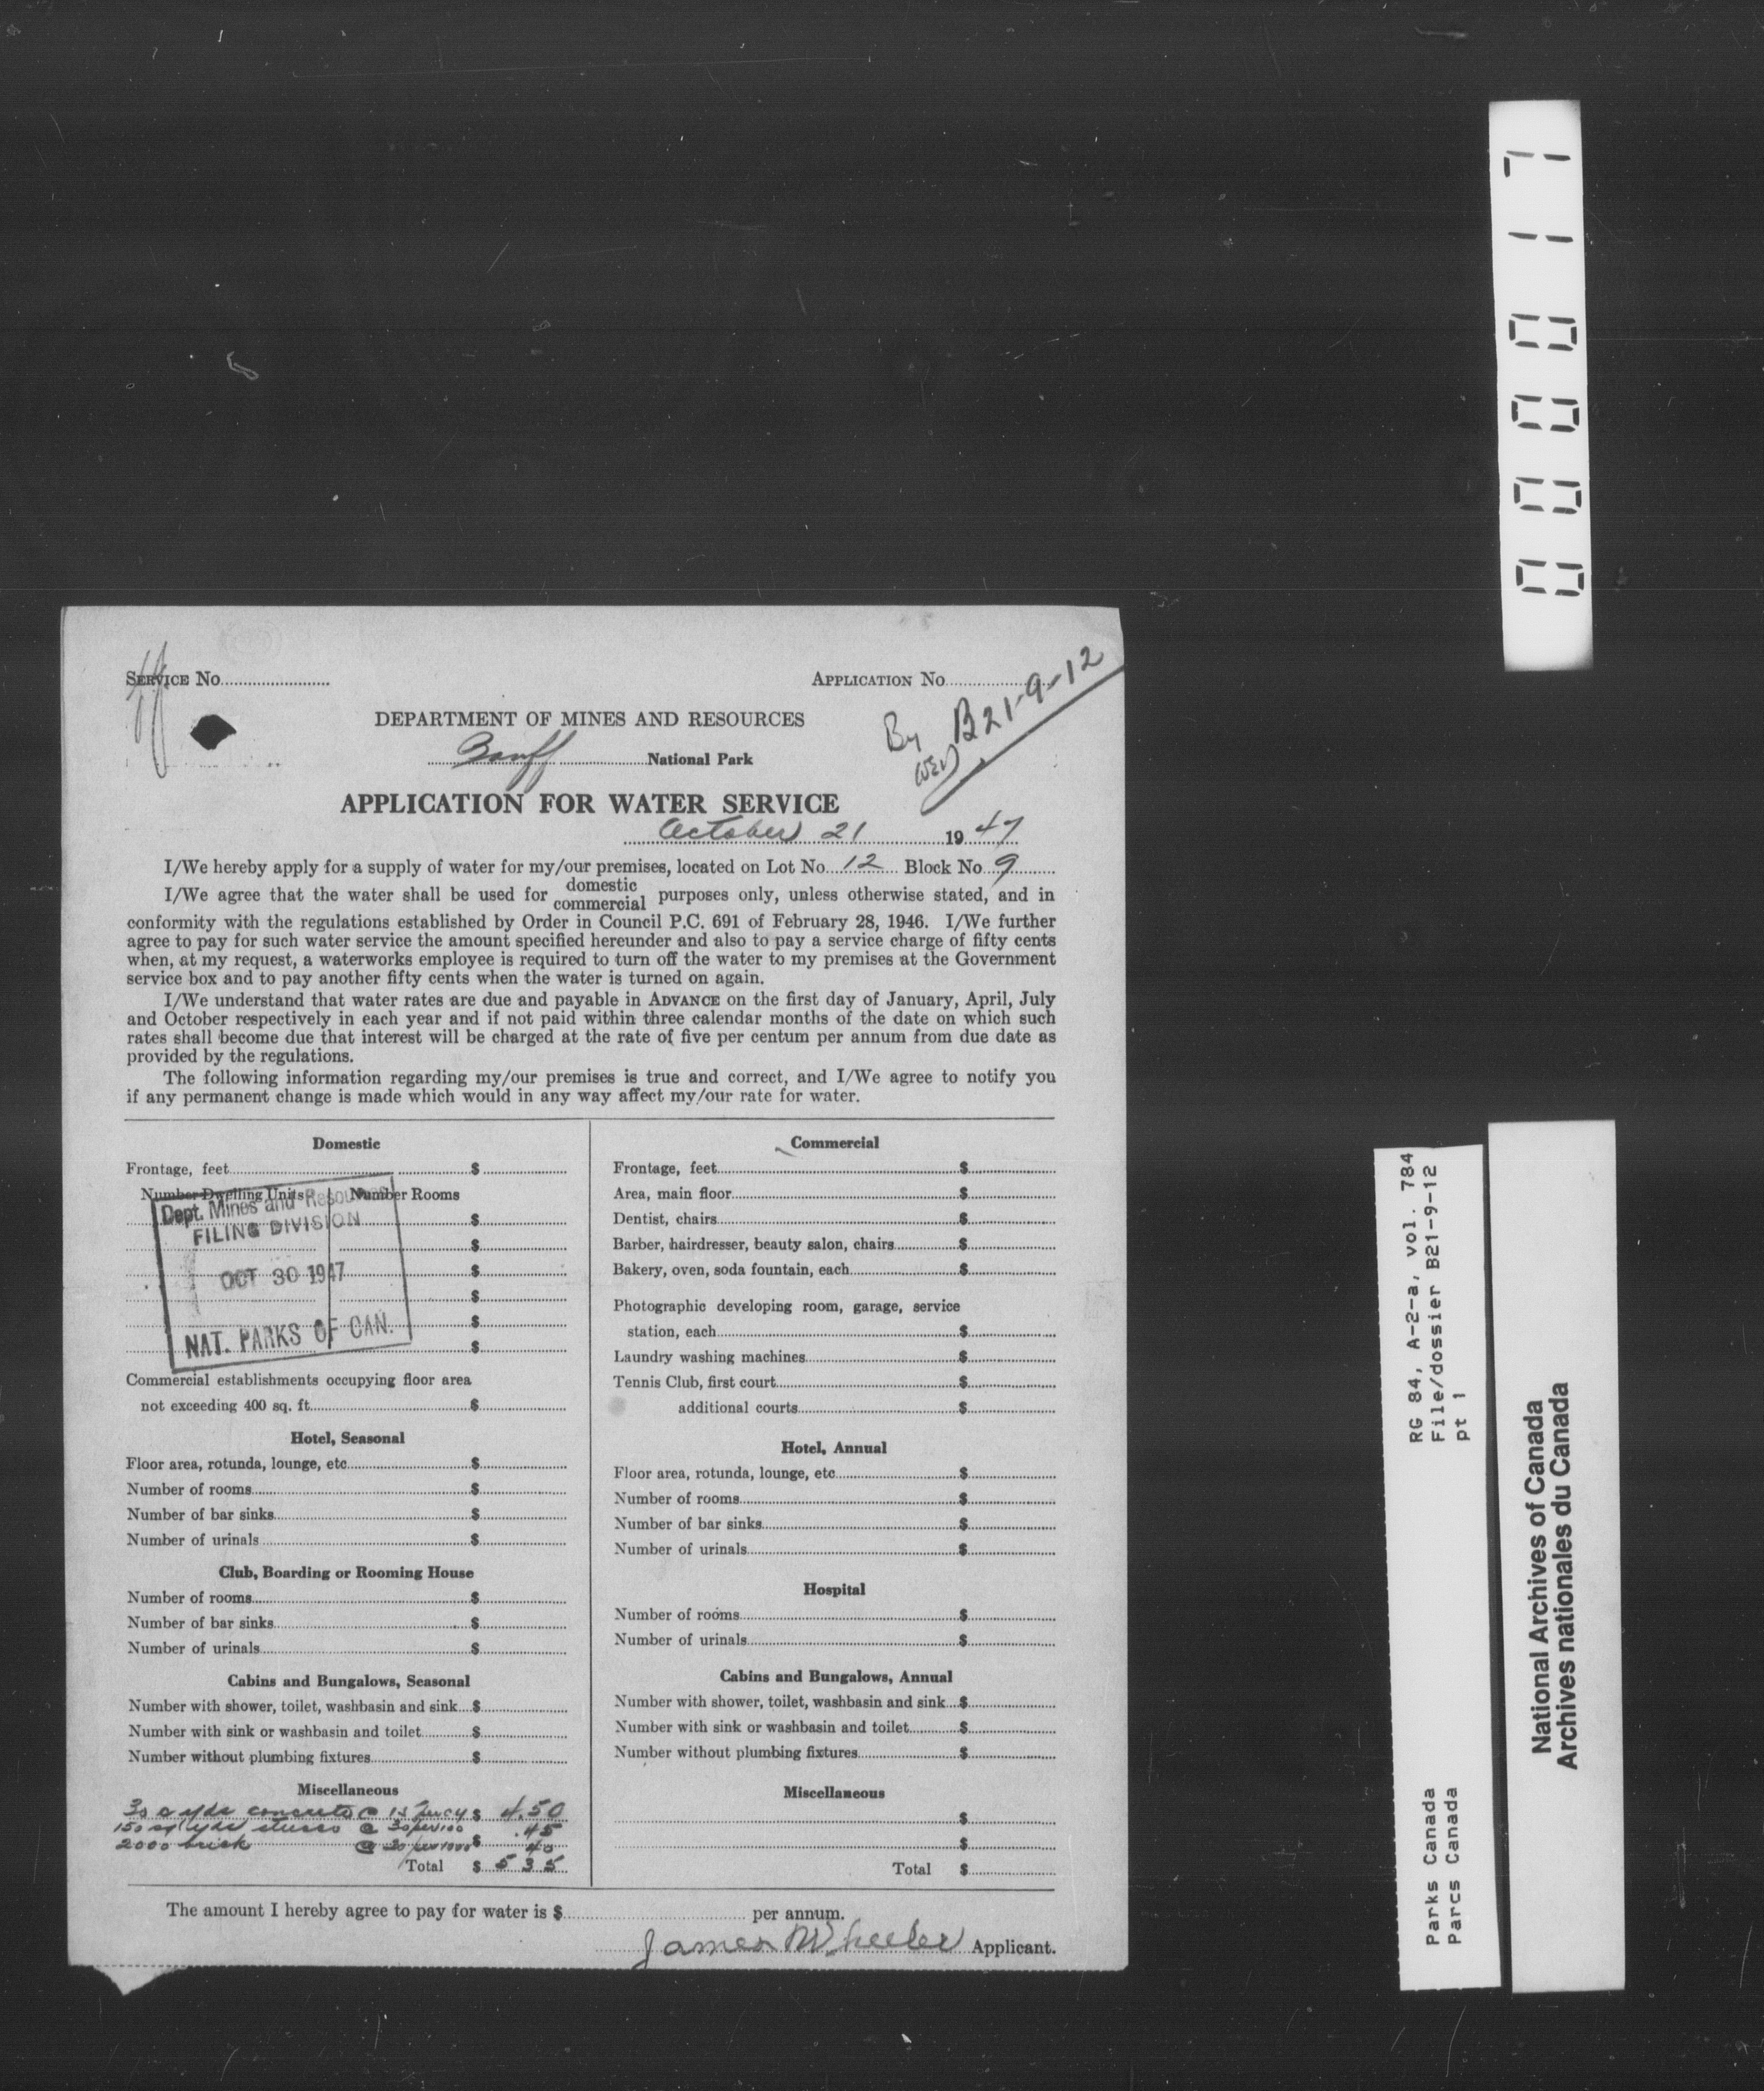 SERVICE No.
APPLICATION No.
By B21-9-12
DEPARTMENT OF MINES AND RESOURCES
Banff National Park
APPLICATION FOR WATER SERVICE
October 21 1947
I/We hereby apply for a supply of water for my/our premises, located on Lot No. 12 Block No. 9
I/We agree that the water shall be used for domestic commercial purposes only, unless otherwise stated, and in
conformity with the regulations established by Order in Council P.C. 691 of February 28, 1946. I/We further
agree to pay for such water service the amount specified hereunder and also to pay a service charge of fifty cents
when, at my request, a waterworks employee is required to turn off the water to my premises at the Government
service box and to pay another fifty cents when the water is turned on again.
I/We understand that water rates are due and payable in ADVANCE on the first day of January, April, July
and October respectively in each year and if not paid within three calendar months of the date on which such
rates shall become due that interest will be charged at the rate of five per centum per annum from due date as
provided by the regulations.
The following information regarding my/our premises is true and correct, and I/We agree to notify you
if any permanent change is made which would in any way affect my/our rate for water.
Domestic
Frontage, feet $
Number Dwelling Units Number Rooms
$
$
$
$
$
$
Dept. Mines and Resources
FILING DIVISION
OCT 30 1947
NAT. PARKS OF CAN.
Commercial establishments occupying floor area
not exceeding 400 sq. ft. $
Hotel, Seasonal
Floor area, rotunda, lounge, etc. $
Number of rooms $
Number of bar sinks $
Number of urinals $
Club, Boarding or Rooming House
Number of rooms $
Number of bar sinks $
Number of urinals $
Cabins and Bungalows, Seasonal
Number with shower, toilet, washbasin and sink $
Number with sink or washbasin and toilet $
Number without plumbing fixtures $
Miscellaneous
30 c yds concrete @ 15 per cy $ 4.50
150 sq yds stucco @ 30 per 100 .45
2000 brick @ 20 per 1000 $ 40
Total $ 5 35
Commercial
Frontage, feet $
Area, main floor $
Dentist, chairs $
Barber, hairdresser, beauty salon, chairs $
Bakery, oven, soda fountain, each $
Photographic developing room, garage, service
station, each $
Laundry washing machines $
Tennis Club, first court $
additional courts $
Hotel, Annual
Floor area, rotunda, lounge, etc. $
Number of rooms $
Number of bar sinks $
Number of urinals $
Hospital
Number of rooms $
Number of urinals $
Cabins and Bungalows, Annual
Number with shower, toilet, washbasin and sink $
Number with sink or washbasin and toilet $
Number without plumbing fixtures $
Miscellaneous
$
$
Total $
The amount I hereby agree to pay for water is $ per annum.
James Wheeler Applicant.
000017
RG 84, A-2-a, vol. 784
File/dossier B21-9-12
pt 1
Parks Canada
Parcs Canada
National Archives of Canada
Archives nationales du Canada